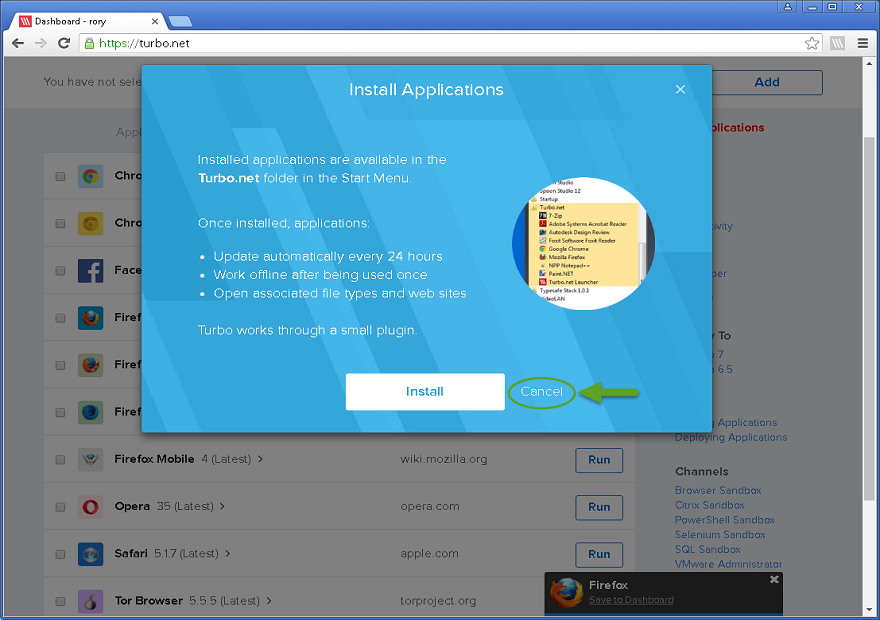 Dashboard - rory
https://turbo.net
You have not sele
Add
Install Applications
Appl
plications
Installed applications are available in the
Turbo.net folder in the Start Menu.
Once installed, applications:
• Update automatically every 24 hours
• Work offline after being used once
• Open associated file types and web sites
Turbo works through a small plugin.
Spoon Studio 12
Startup
Turbo.net
7-Zip
Adobe Systems Acrobat Reader
Autodesk Design Review
Foxit Software Foxit Reader
Google Chrome
Mozilla Firefox
NPP Notepad++
Paint.NET
Turbo.net Launcher
Typesafe Stack 1.0.1
Install
Cancel
Chro
Chro
Face
Firef
Firef
Firef
Firefox Mobile 4 (Latest) >
wiki.mozilla.org
Run
Opera 35 (Latest) >
opera.com
Run
Safari 5.1.7 (Latest) >
apple.com
Run
Tor Browser 5.5.5 (Latest) >
torproject.org
tivity
per
y To
7
6.5
ng Applications
Deploying Applications
Channels
Browser Sandbox
Citrix Sandbox
PowerShell Sandbox
Selenium Sandbox
SQL Sandbox
VMware Administrator
Firefox
Save to Dashboard